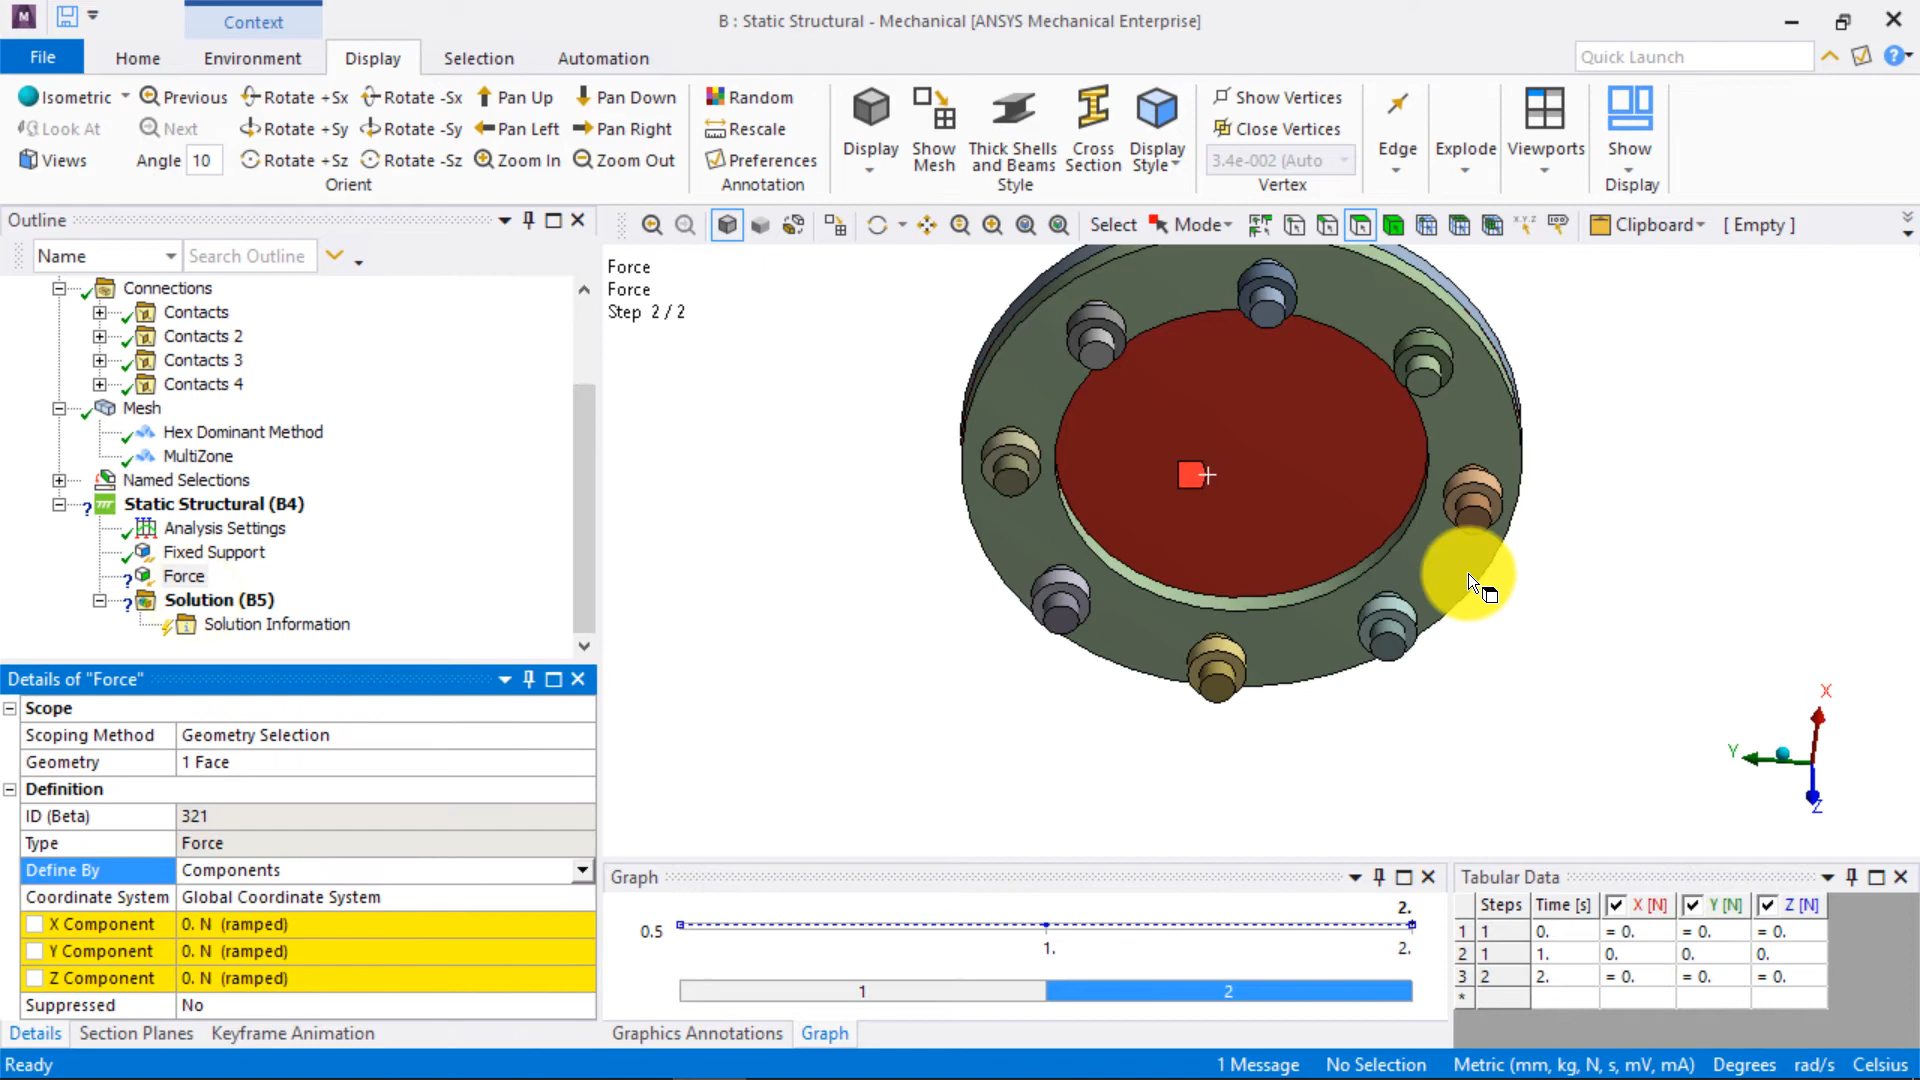 Context
B : Static Structural - Mechanical [ANSYS Mechanical Enterprise]
File Home Environment Display Selection Automation
Quick Launch
Isometric Previous Rotate +Sx Rotate -Sx Pan Up Pan Down
Look At Next Rotate +Sy Rotate -Sy Pan Left Pan Right
Views Angle 10 Rotate +Sz Rotate -Sz Zoom In Zoom Out
Orient
Random
Rescale
Preferences
Annotation
Display
Show Mesh
Thick Shells and Beams
Cross Section
Display Style
Style
Show Vertices
Close Vertices
3.4e-002 (Auto
Vertex
Edge
Explode
Viewports
Show
Display
Outline
Name
Search Outline
Select Mode Clipboard [ Empty ]
Connections
Contacts
Contacts 2
Contacts 3
Contacts 4
Mesh
Hex Dominant Method
MultiZone
Named Selections
Static Structural (B4)
Analysis Settings
Fixed Support
Force
Solution (B5)
Solution Information
Force
Force
Step 2 / 2
X
Y
Z
Details of "Force"
Scope
Scoping Method Geometry Selection
Geometry 1 Face
Definition
ID (Beta) 321
Type Force
Define By Components
Coordinate System Global Coordinate System
X Component 0. N (ramped)
Y Component 0. N (ramped)
Z Component 0. N (ramped)
Suppressed No
Details Section Planes Keyframe Animation
Graph
2.
0.5
1. 2.
1 2
Graphics Annotations Graph
Tabular Data
Steps Time [s] X [N] Y [N] Z [N]
1 1 0. = 0. = 0. = 0.
2 1 1. 0. 0. 0.
3 2 2. = 0. = 0. = 0.
*
Ready 1 Message No Selection Metric (mm, kg, N, s, mV, mA) Degrees rad/s Celsius